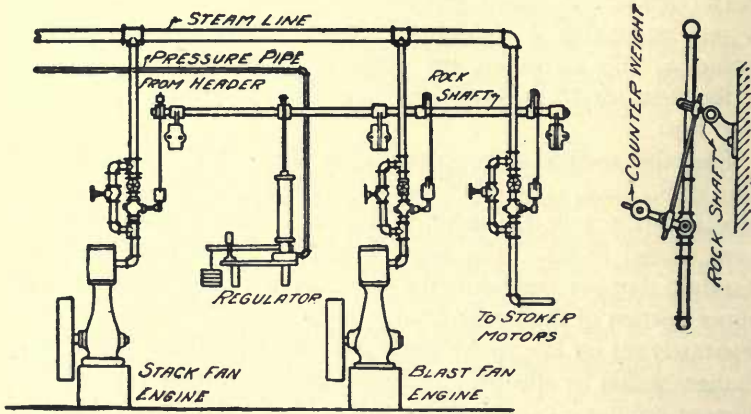 STEAM LINE
PRESSURE PIPE
FROM HEADER
ROCK
SHAFT
REGULATOR
TO STOKER
MOTORS
STACK FAN
ENGINE
BLAST FAN
ENGINE
COUNTER WEIGHT
ROCK SHAFT